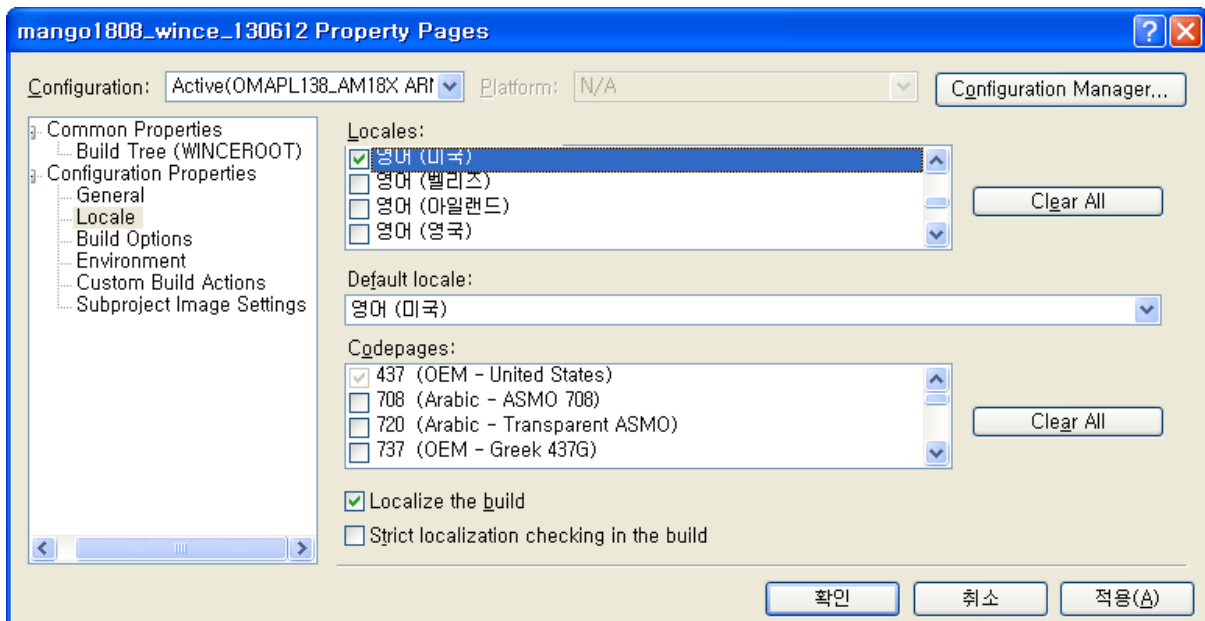 mango1808_wince_130612 Property Pages
Configuration: Active(OMAPL138_AM18X ARM Platform: N/A Configuration Manager...
Common Properties
Build Tree (WINCEROOT)
Configuration Properties
General
Locale
Build Options
Environment
Custom Build Actions
Subproject Image Settings
Locales:
영어 (미국)
영어 (벨리즈)
영어 (아일랜드)
영어 (영국)
Clear All
Default locale:
영어 (미국)
Codepages:
437 (OEM - United States)
708 (Arabic - ASMO 708)
720 (Arabic - Transparent ASMO)
737 (OEM - Greek 437G)
Clear All
Localize the build
Strict localization checking in the build
확인 취소 적용(A)